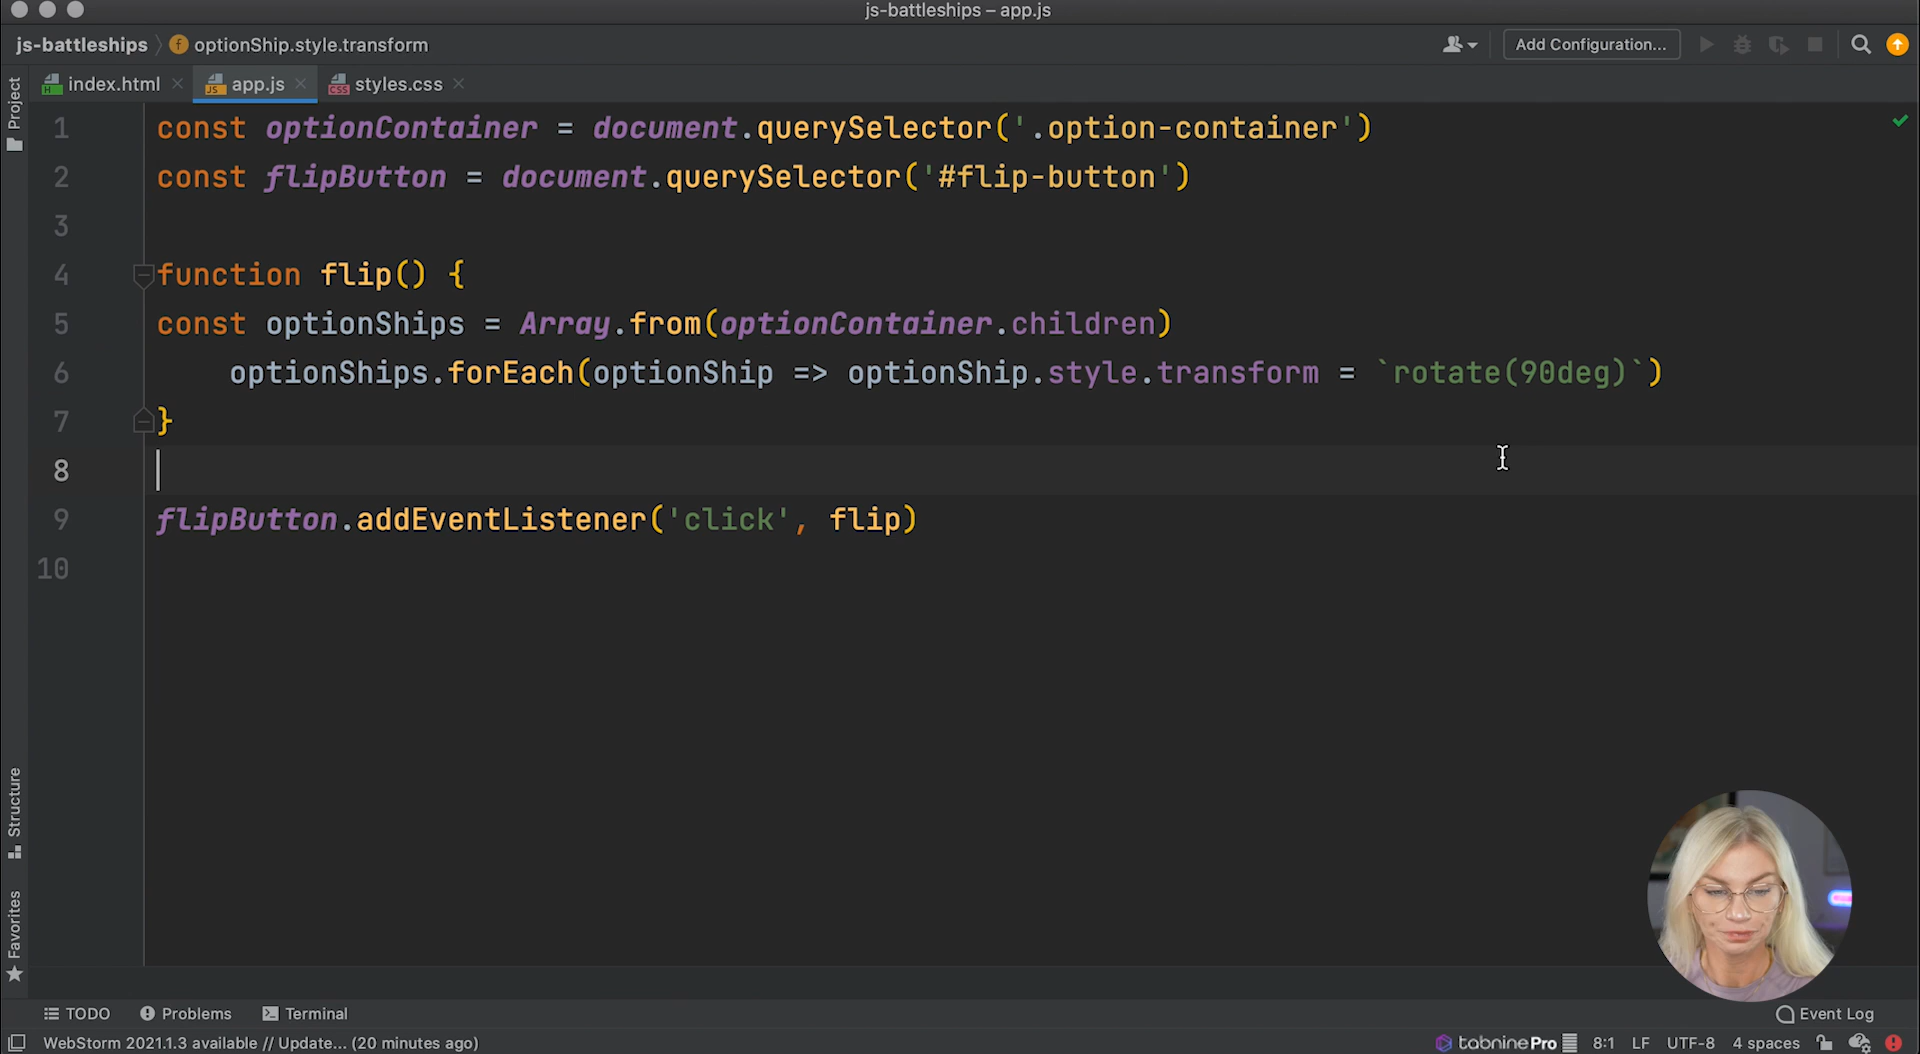 js-battleships – app.js
js-battleships optionShip.style.transform Add Configuration...
index.html app.js styles.css
Project
1 const optionContainer = document.querySelector('.option-container')
2 const flipButton = document.querySelector('#flip-button')
3
4 function flip() {
5 const optionShips = Array.from(optionContainer.children)
6 optionShips.forEach(optionShip => optionShip.style.transform = `rotate(90deg)`)
7 }
8
9 flipButton.addEventListener('click', flip)
10
Structure
Favorites
TODO Problems Terminal Event Log
WebStorm 2021.1.3 available // Update... (20 minutes ago) tabnine Pro 8:1 LF UTF-8 4 spaces